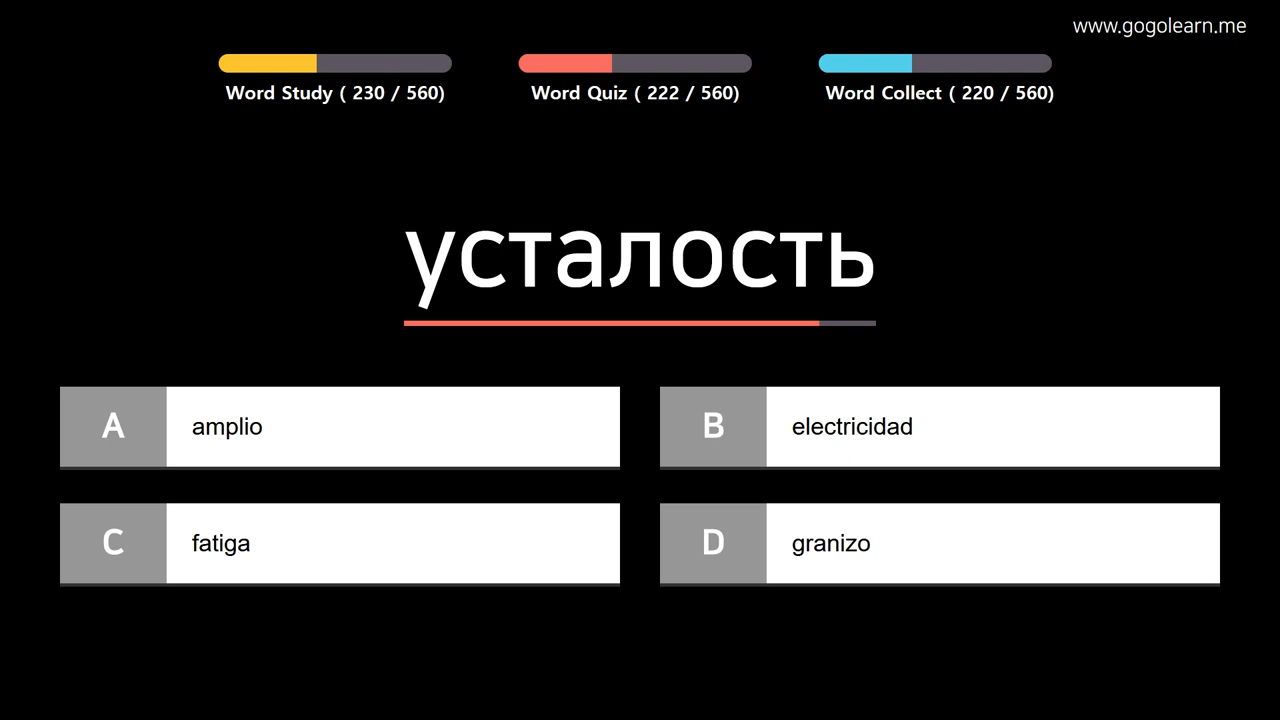 www.gogolearn.me
Word Study ( 230 / 560)
Word Quiz ( 222 / 560)
Word Collect ( 220 / 560)
усталость
A amplio
B electricidad
C fatiga
D granizo